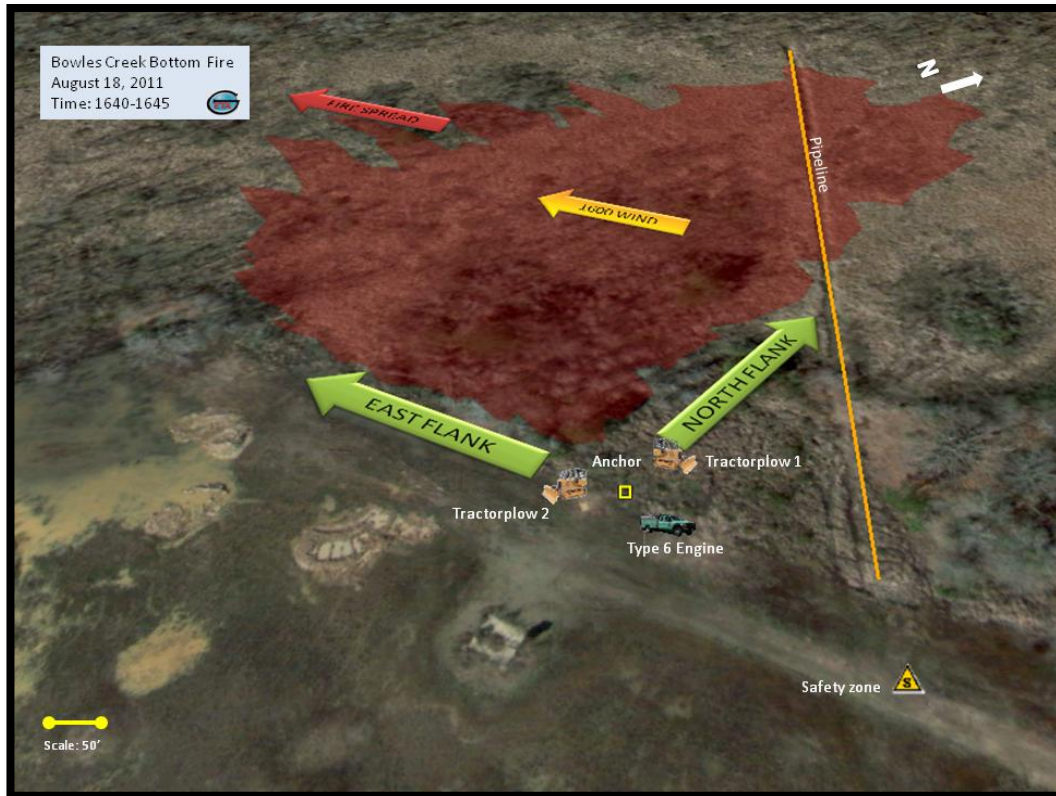 Bowles Creek Bottom Fire
August 18, 2011
Time: 1640-1645
N
FIRE SPREAD
1600 WIND
Pipeline
EAST FLANK
NORTH FLANK
Anchor
Tractorplow 1
Tractorplow 2
Type 6 Engine
Safety zone
S
Scale: 50'